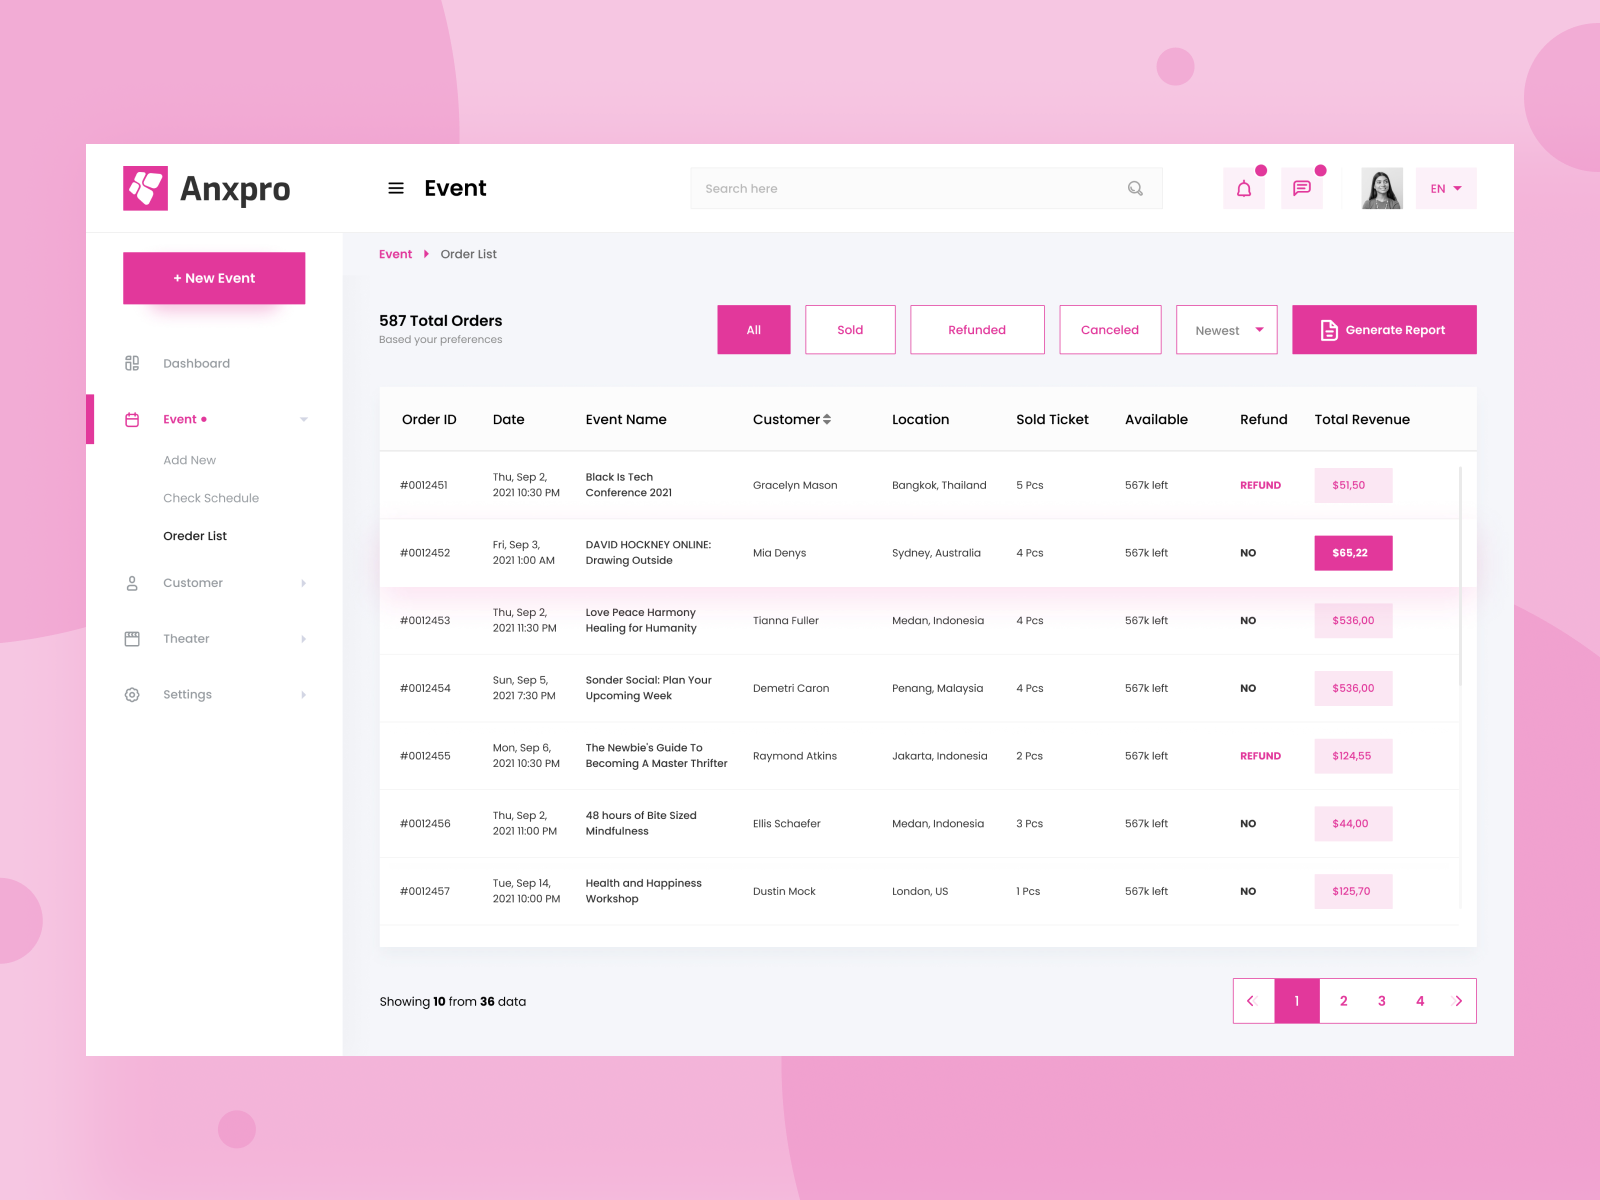 Anxpro
Event
Search here
EN
+ New Event
Dashboard
Event
Add New
Check Schedule
Oreder List
Customer
Theater
Settings
Event Order List
587 Total Orders
Based your preferences
All
Sold
Refunded
Canceled
Newest
Generate Report
Order ID Date Event Name Customer Location Sold Ticket Available Refund Total Revenue
#0012451
Thu, Sep 2,
2021 10:30 PM
Black Is Tech
Conference 2021
Gracelyn Mason
Bangkok, Thailand
5 Pcs
567k left
REFUND
$51,50
#0012452
Fri, Sep 3,
2021 1:00 AM
DAVID HOCKNEY ONLINE:
Drawing Outside
Mia Denys
Sydney, Australia
4 Pcs
567k left
NO
$65,22
#0012453
Thu, Sep 2,
2021 11:30 PM
Love Peace Harmony
Healing for Humanity
Tianna Fuller
Medan, Indonesia
4 Pcs
567k left
NO
$536,00
#0012454
Sun, Sep 5,
2021 7:30 PM
Sonder Social: Plan Your
Upcoming Week
Demetri Caron
Penang, Malaysia
4 Pcs
567k left
NO
$536,00
#0012455
Mon, Sep 6,
2021 10:30 PM
The Newbie's Guide To
Becoming A Master Thrifter
Raymond Atkins
Jakarta, Indonesia
2 Pcs
567k left
REFUND
$124,55
#0012456
Thu, Sep 2,
2021 11:00 PM
48 hours of Bite Sized
Mindfulness
Ellis Schaefer
Medan, Indonesia
3 Pcs
567k left
NO
$44,00
#0012457
Tue, Sep 14,
2021 10:00 PM
Health and Happiness
Workshop
Dustin Mock
London, US
1 Pcs
567k left
NO
$125,70
Showing 10 from 36 data
1 2 3 4